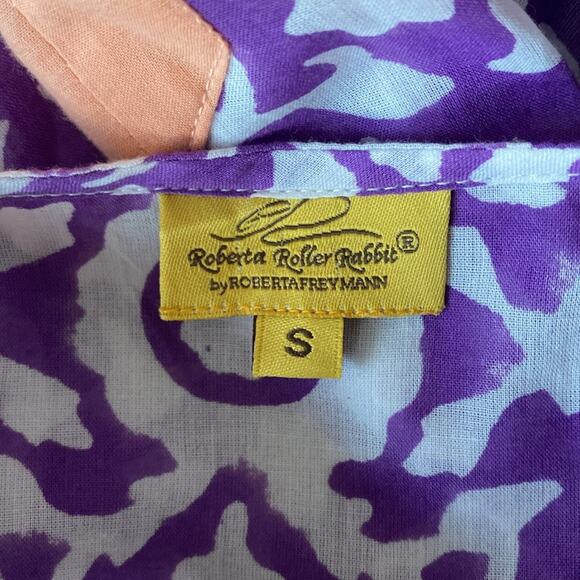 Roberta Roller Rabbit®
by ROBERTAFREYMANN
S